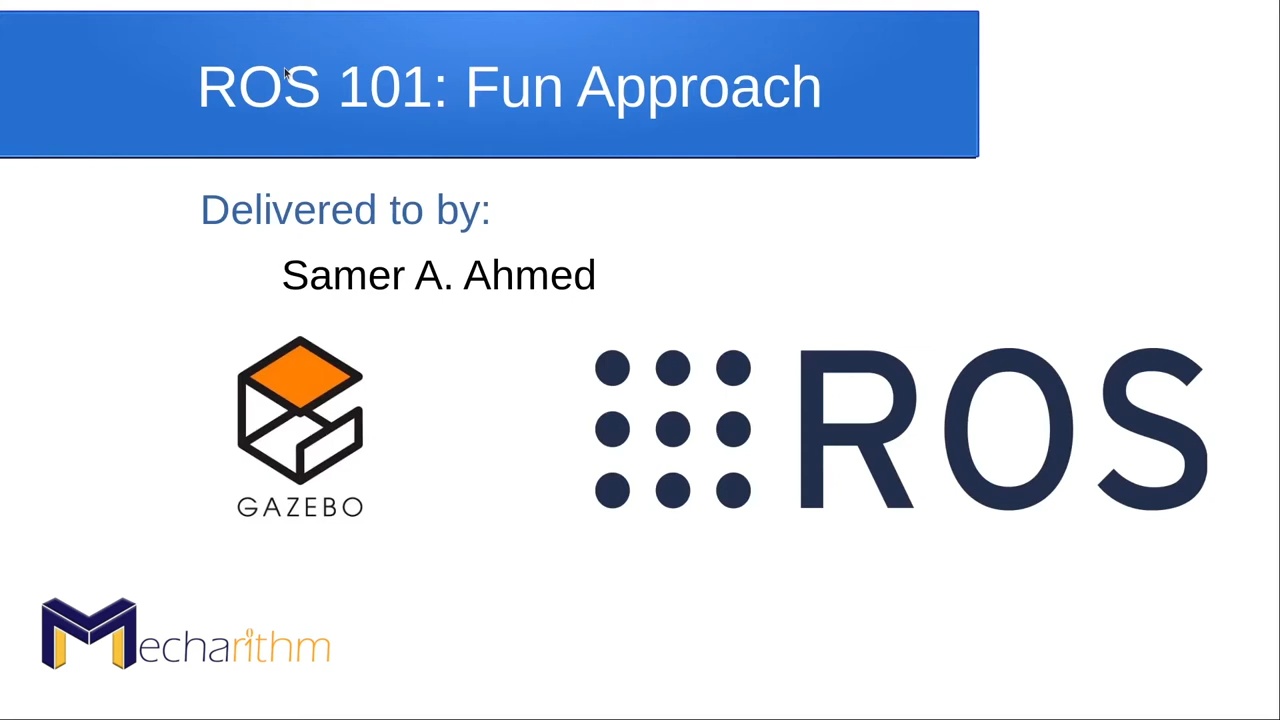 ROS 101: Fun Approach
Delivered to by:
Samer A. Ahmed
GAZEBO
ROS
Mecharithm